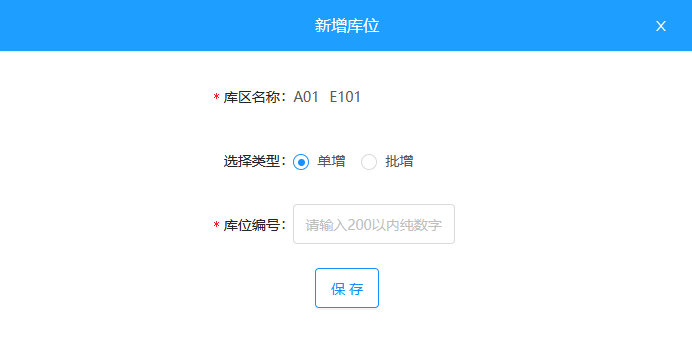 新增库位
X
* 库区名称: A01 E101
选择类型: 单增 批增
* 库位编号: 请输入200以内纯数字
保 存